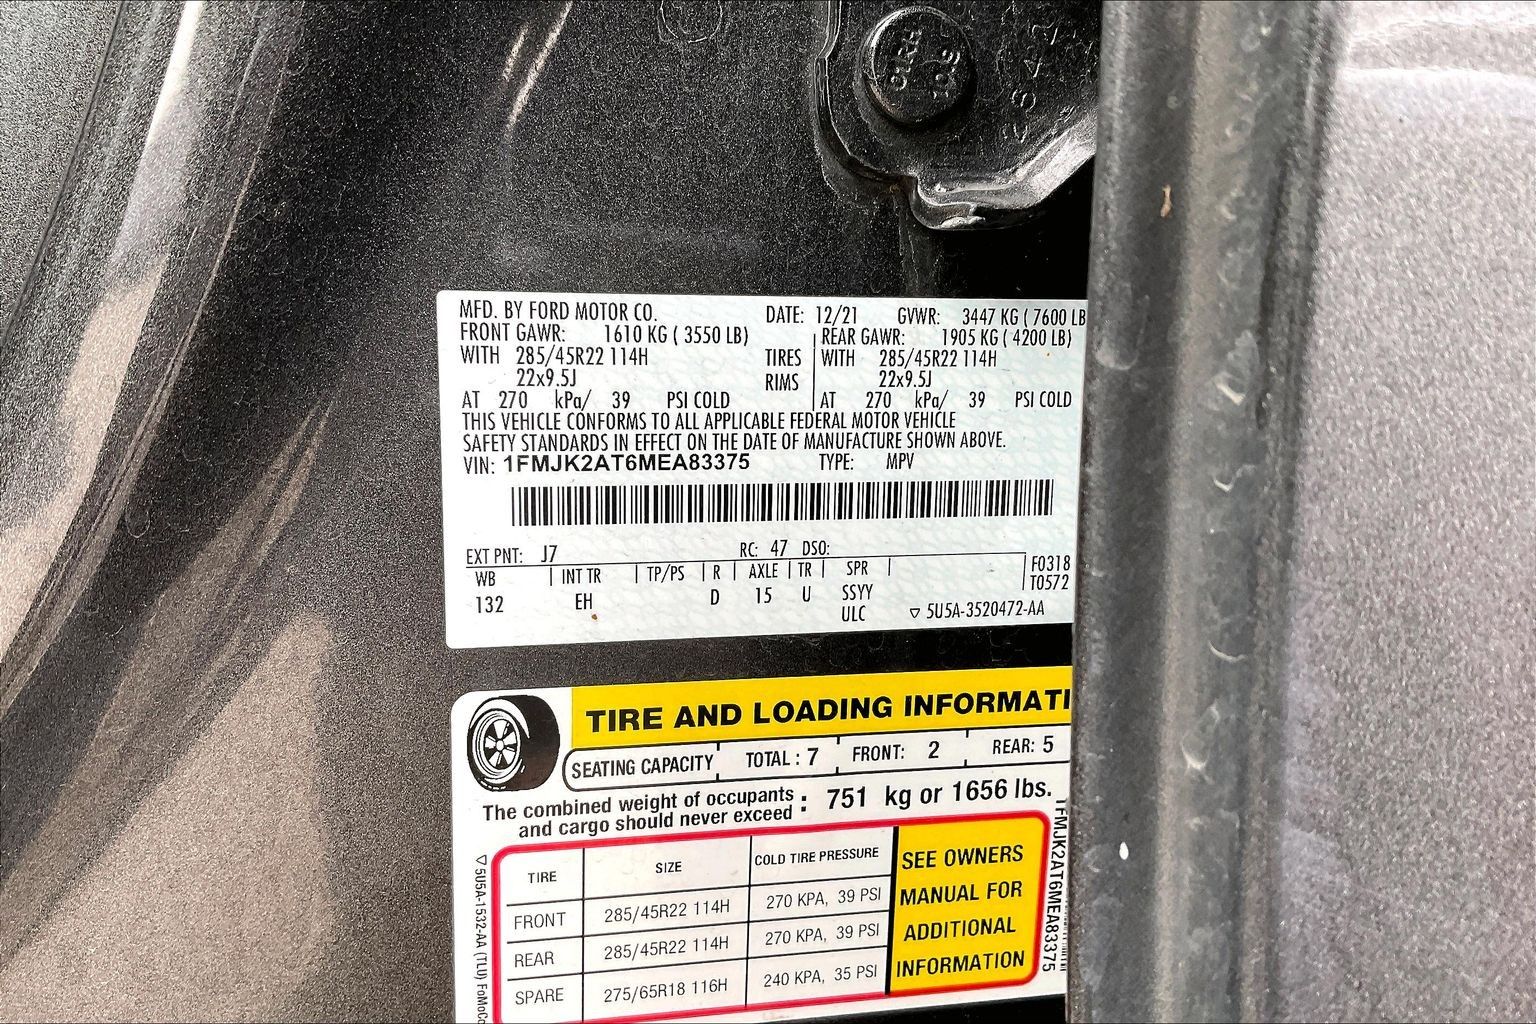 MFD. BY FORD MOTOR CO. DATE: 12/21 GVWR: 3447 KG ( 7600 LB
FRONT GAWR: 1610 KG ( 3550 LB) REAR GAWR: 1905 KG ( 4200 LB)
WITH 285/45R22 114H TIRES WITH 285/45R22 114H
22x9.5J RIMS 22x9.5J
AT 270 kPa/ 39 PSI COLD AT 270 kPa/ 39 PSI COLD
THIS VEHICLE CONFORMS TO ALL APPLICABLE FEDERAL MOTOR VEHICLE
SAFETY STANDARDS IN EFFECT ON THE DATE OF MANUFACTURE SHOWN ABOVE.
VIN: 1FMJK2AT6MEA83375 TYPE: MPV
EXT PNT: J7 RC: 47 DSO:
WB INT TR TP/PS R AXLE TR SPR F0318
132 EH D 15 U SSYY T0572
ULC ▽ 5U5A-3520472-AA
TIRE AND LOADING INFORMATI
SEATING CAPACITY TOTAL : 7 FRONT: 2 REAR: 5
The combined weight of occupants
and cargo should never exceed : 751 kg or 1656 lbs.
TIRE SIZE COLD TIRE PRESSURE
FRONT 285/45R22 114H 270 KPA, 39 PSI
REAR 285/45R22 114H 270 KPA, 39 PSI
SPARE 275/65R18 116H 240 KPA, 35 PSI
SEE OWNERS
MANUAL FOR
ADDITIONAL
INFORMATION
1FMJK2AT6MEA83375
▽ 5U5A-1532-AA (TLU) FoMoCo